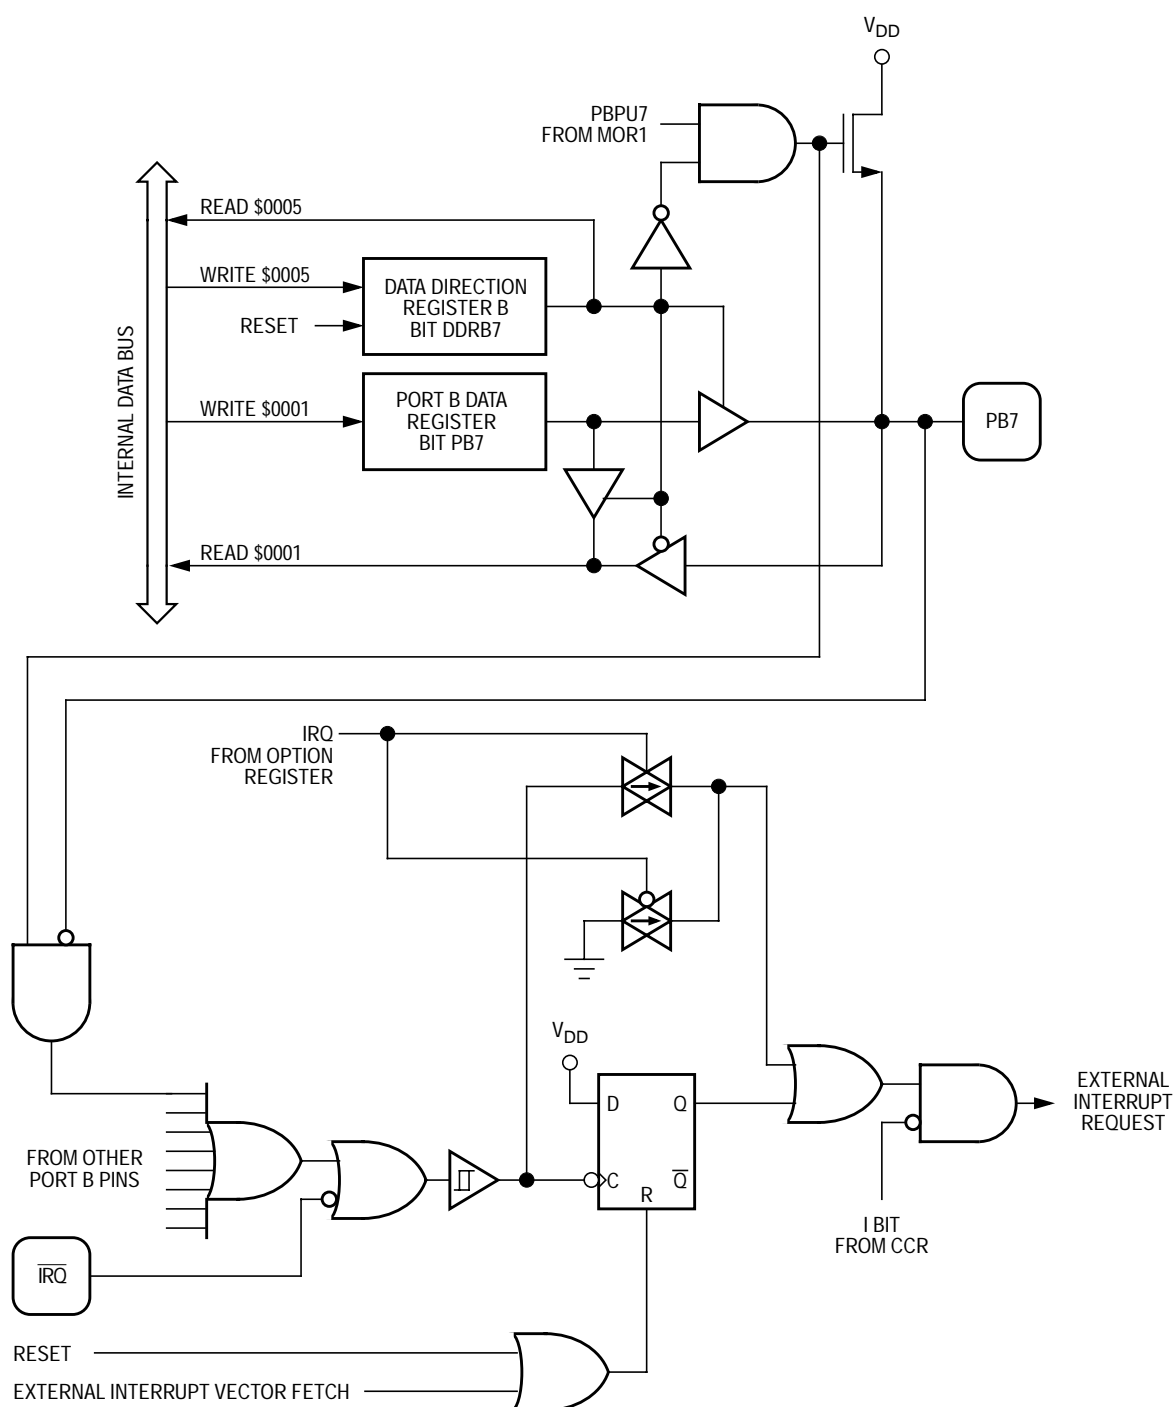 VDD
PBPU7
FROM MOR1
READ $0005
WRITE $0005
DATA DIRECTION
REGISTER B
BIT DDRB7
RESET
INTERNAL DATA BUS
WRITE $0001
PORT B DATA
REGISTER
BIT PB7
PB7
READ $0001
IRQ
FROM OPTION
REGISTER
VDD
D
Q
C
Q̅
R
EXTERNAL
INTERRUPT
REQUEST
FROM OTHER
PORT B PINS
I BIT
FROM CCR
I̅R̅Q̅
RESET
EXTERNAL INTERRUPT VECTOR FETCH